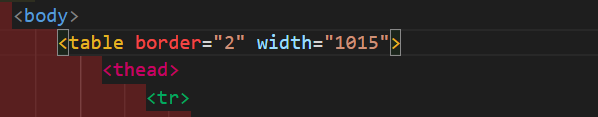 <body>
<table border="2" width="1015">
<thead>
<tr>